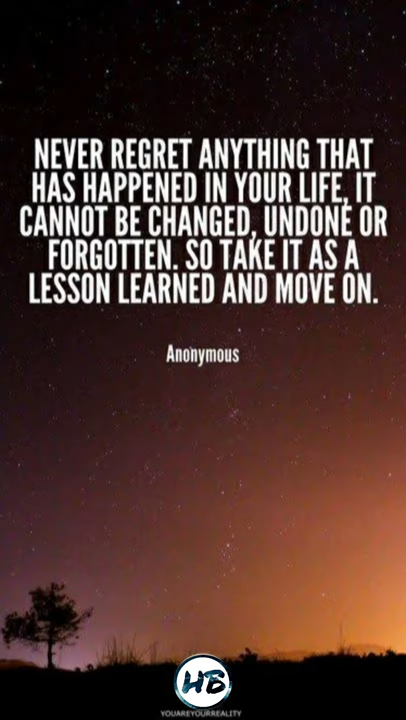 NEVER REGRET ANYTHING THAT
HAS HAPPENED IN YOUR LIFE, IT
CANNOT BE CHANGED, UNDONE OR
FORGOTTEN. SO TAKE IT AS A
LESSON LEARNED AND MOVE ON.
Anonymous
HB
YOUAREYOURREALITY